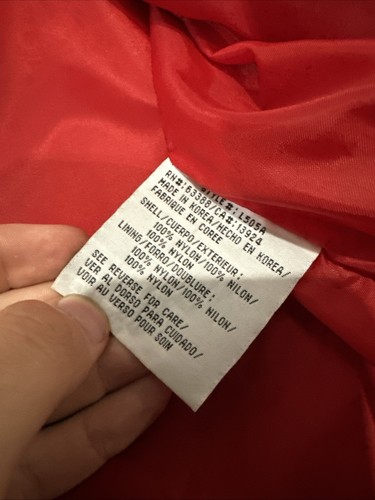 STYLE#: L505A
RN#:63388/CA#:13924
MADE IN KOREA/HECHO EN KOREA/
FABRIQUE EN COREE
SHELL/CUERPO/EXTERIEUR:
100% NYLON/100% NILON/
100% NYLON
LINING/FORRO/DOUBLURE:
100% NYLON/100% NILON/
100% NYLON
SEE REVERSE FOR CARE/
VER AL DORSO PARA CUIDADO/
VOIR AU VERSO POUR SOIN